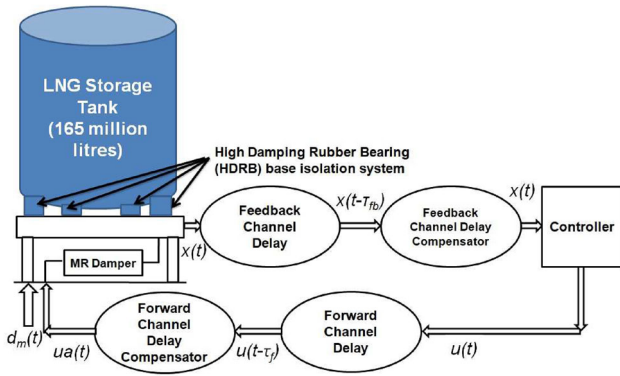 LNG Storage
Tank
(165 million
litres)
High Damping Rubber Bearing
(HDRB) base isolation system
x(t)
Feedback
Channel
Delay
x(t-τfb)
Feedback
Channel Delay
Compensator
x(t)
Controller
MR Damper
dm(t)
ua(t)
Forward
Channel
Delay
Compensator
u(t-τf)
Forward
Channel
Delay
u(t)